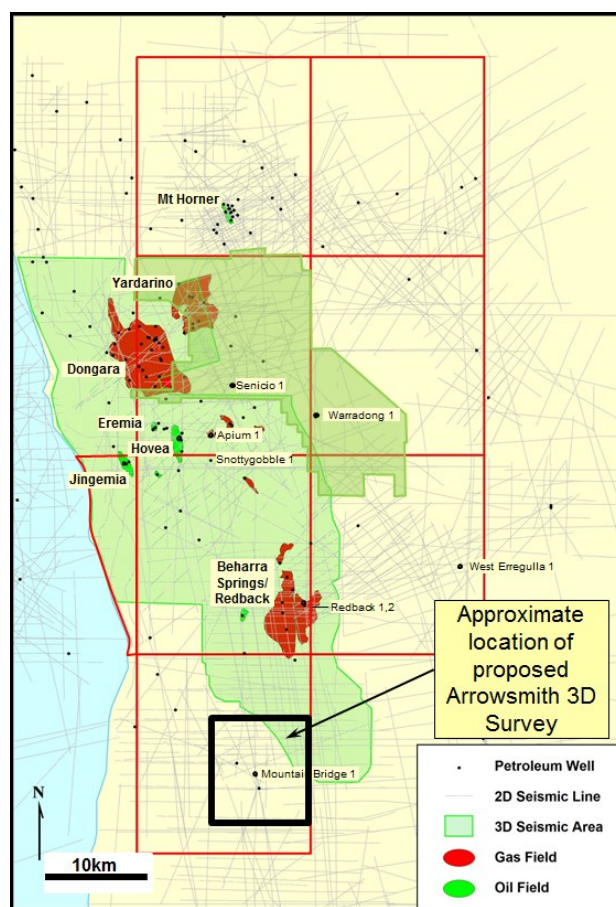 Mt Horner
Yardarino
Dongara
Senicio 1
Warradong 1
Eremia
Apium 1
Hovea
Snottygobble 1
Jingemia
Beharra
Springs/
Redback
West Erregulla 1
Redback 1,2
Approximate
location of
proposed
Arrowsmith 3D
Survey
Mountain Bridge 1
N
10km
Petroleum Well
2D Seismic Line
3D Seismic Area
Gas Field
Oil Field